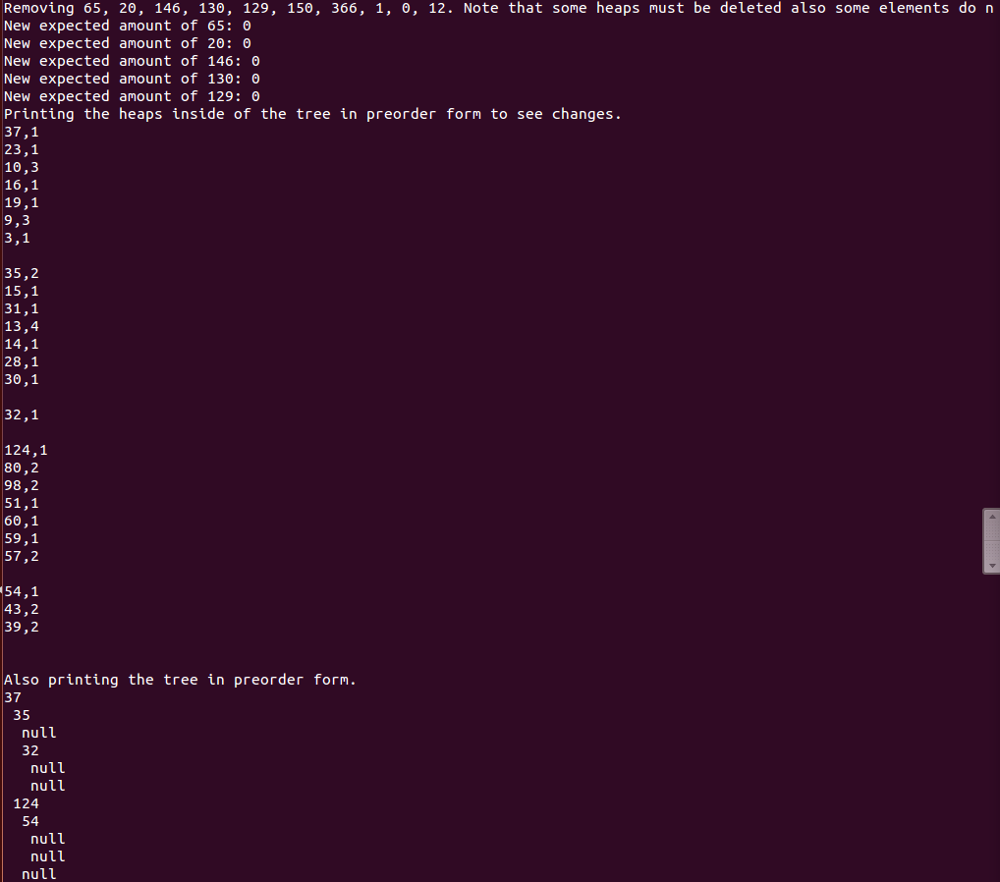 Removing 65, 20, 146, 130, 129, 150, 366, 1, 0, 12. Note that some heaps must be deleted also some elements do n
New expected amount of 65: 0
New expected amount of 20: 0
New expected amount of 146: 0
New expected amount of 130: 0
New expected amount of 129: 0
Printing the heaps inside of the tree in preorder form to see changes.
37,1
23,1
10,3
16,1
19,1
9,3
3,1
35,2
15,1
31,1
13,4
14,1
28,1
30,1
32,1
124,1
80,2
98,2
51,1
60,1
59,1
57,2
54,1
43,2
39,2
Also printing the tree in preorder form.
37
35
null
32
null
null
124
54
null
null
null